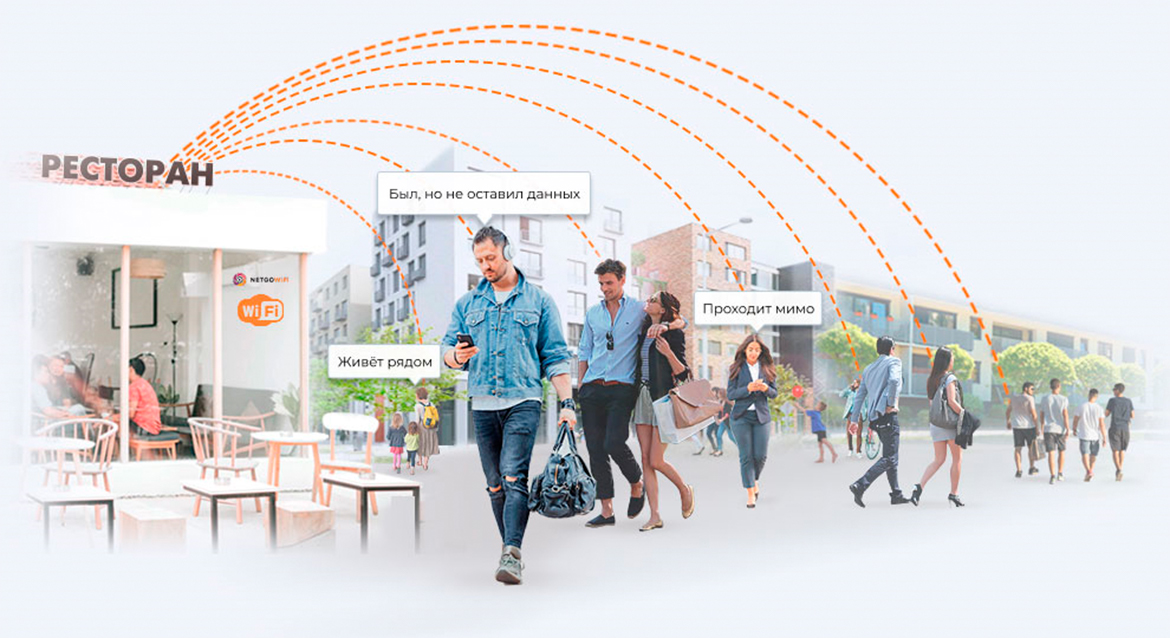 РЕСТОРАН
Был, но не оставил данных
NETGOWIFI
WiFi
Проходит мимо
Живёт рядом